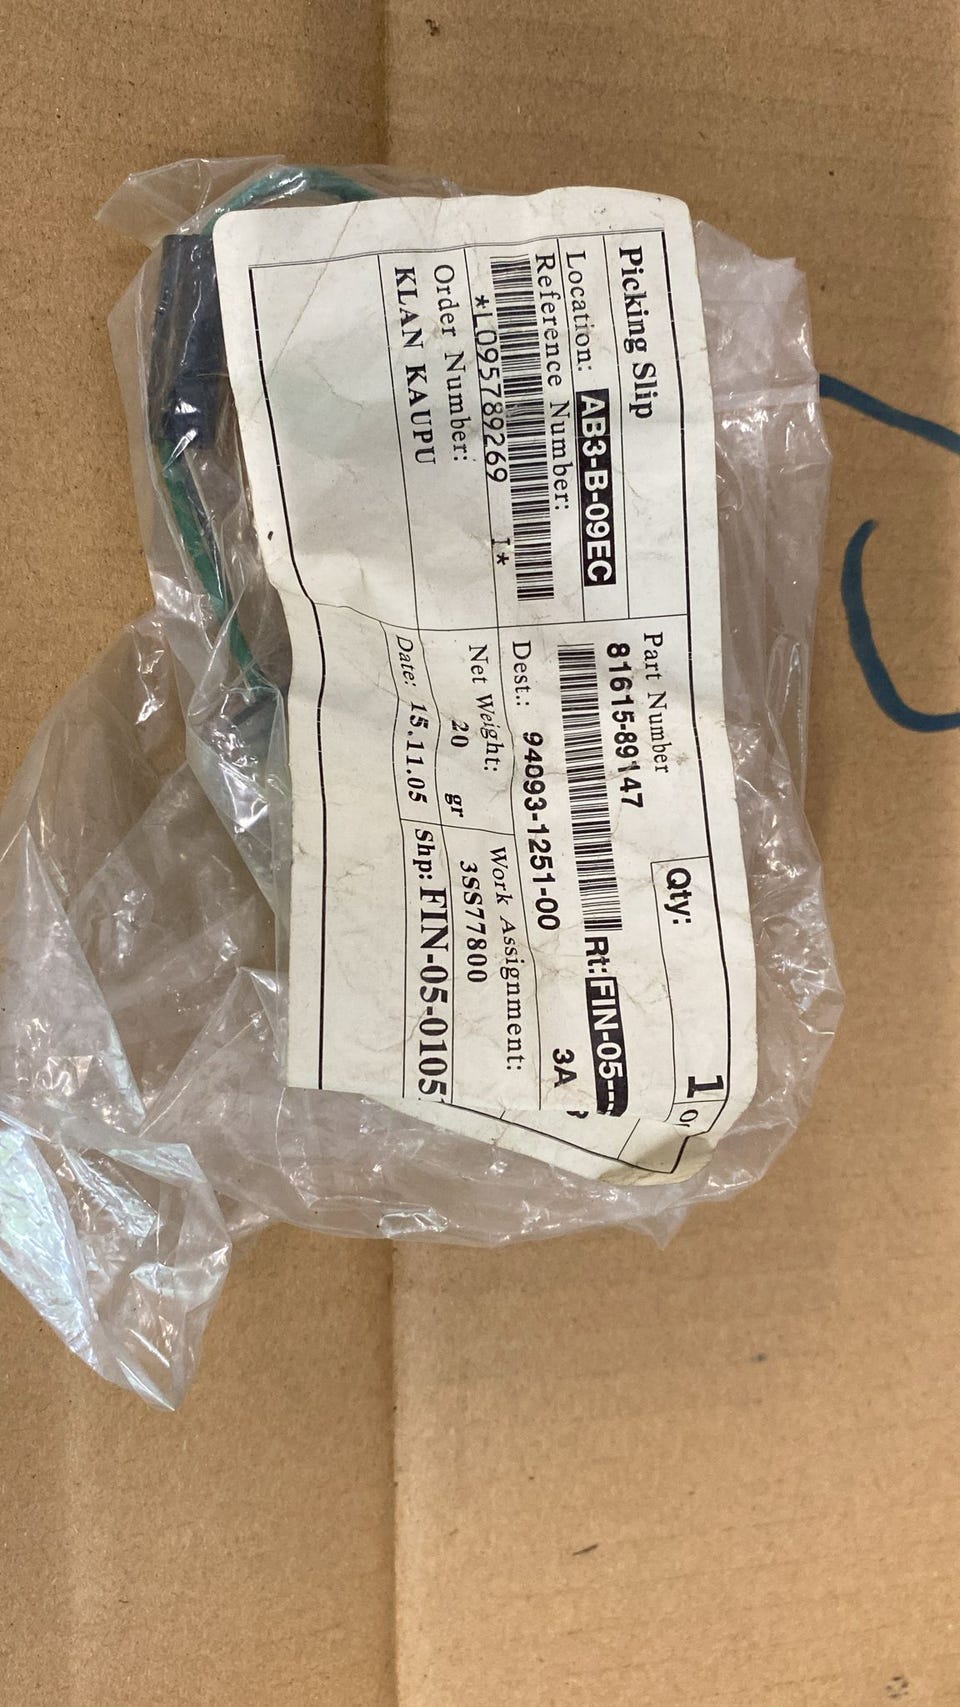 Picking Slip
Location: AB3-B-09EC
Reference Number:
*L095789269 I*
Order Number:
KLAN KAUPU
Part Number
81615-89147
Qty: 1
Rt: FIN-05-
Dest.: 94093-1251-00 3A
Net Weight:
20 gr
Work Assignment:
3SS77800
Date: 15.11.05
Shp: FIN-05-0105